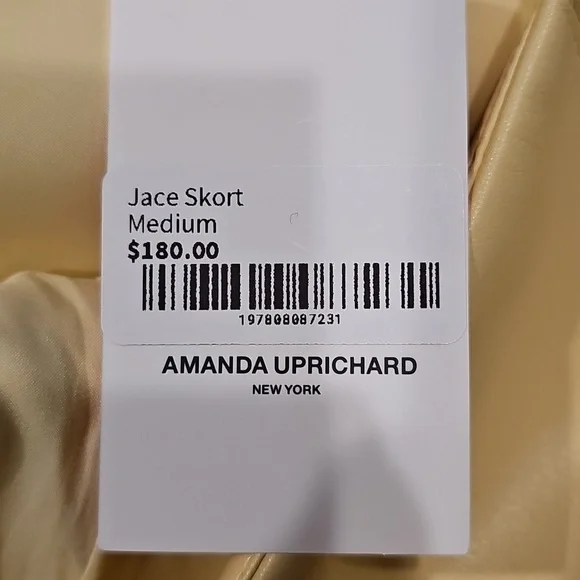 Jace Skort
Medium
$180.00
197808087231
AMANDA UPRICHARD
NEW YORK